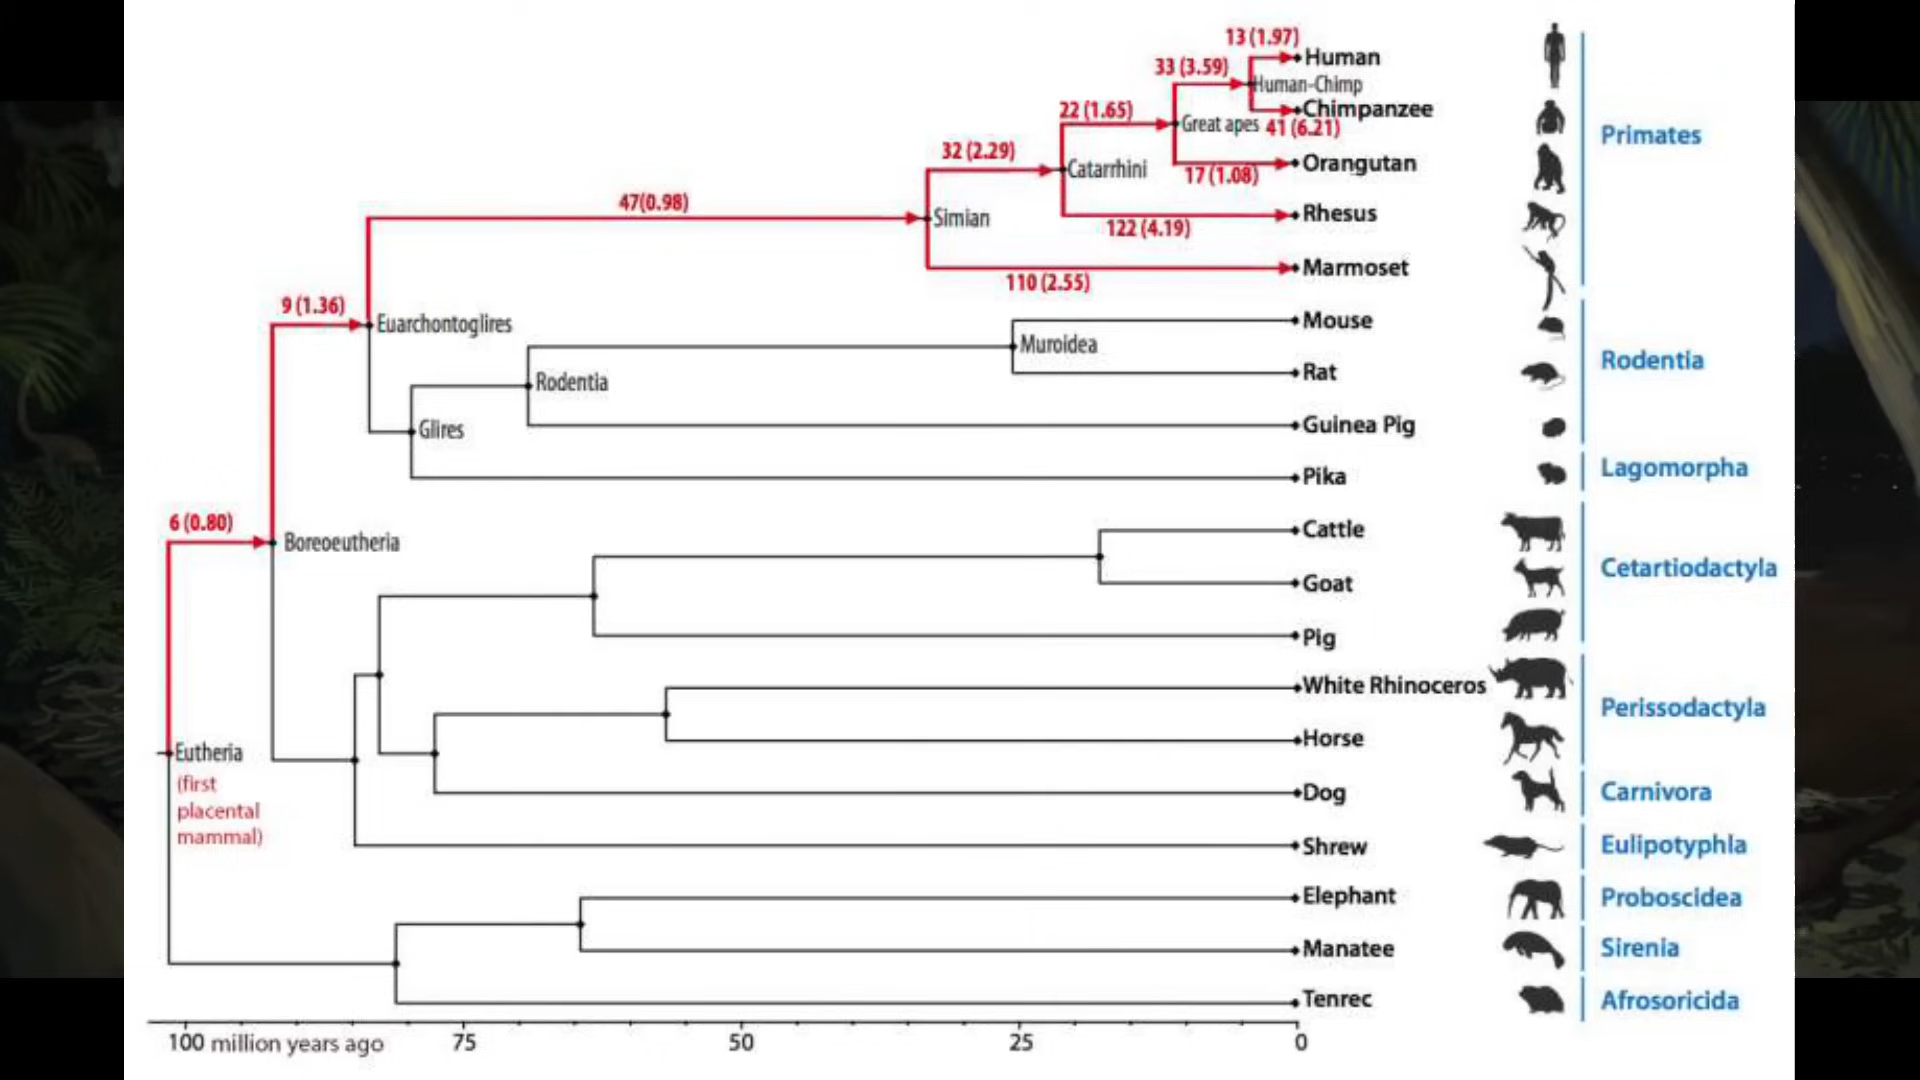 13 (1.97)
Human
33 (3.59)
Human-Chimp
22 (1.65)
Chimpanzee
Great apes
41 (6.21)
Primates
32 (2.29)
Catarrhini
Orangutan
17 (1.08)
47(0.98)
Simian
Rhesus
122 (4.19)
Marmoset
110 (2.55)
9 (1.36)
Euarchontoglires
Mouse
Muroidea
Rodentia
Rat
Rodentia
Guinea Pig
Glires
Pika
Lagomorpha
6 (0.80)
Boreoeutheria
Cattle
Cetartiodactyla
Goat
Pig
White Rhinoceros
Perissodactyla
Horse
Eutheria
(first
placental
mammal)
Dog
Carnivora
Shrew
Eulipotyphla
Elephant
Proboscidea
Manatee
Sirenia
Tenrec
Afrosoricida
100 million years ago 75 50 25 0